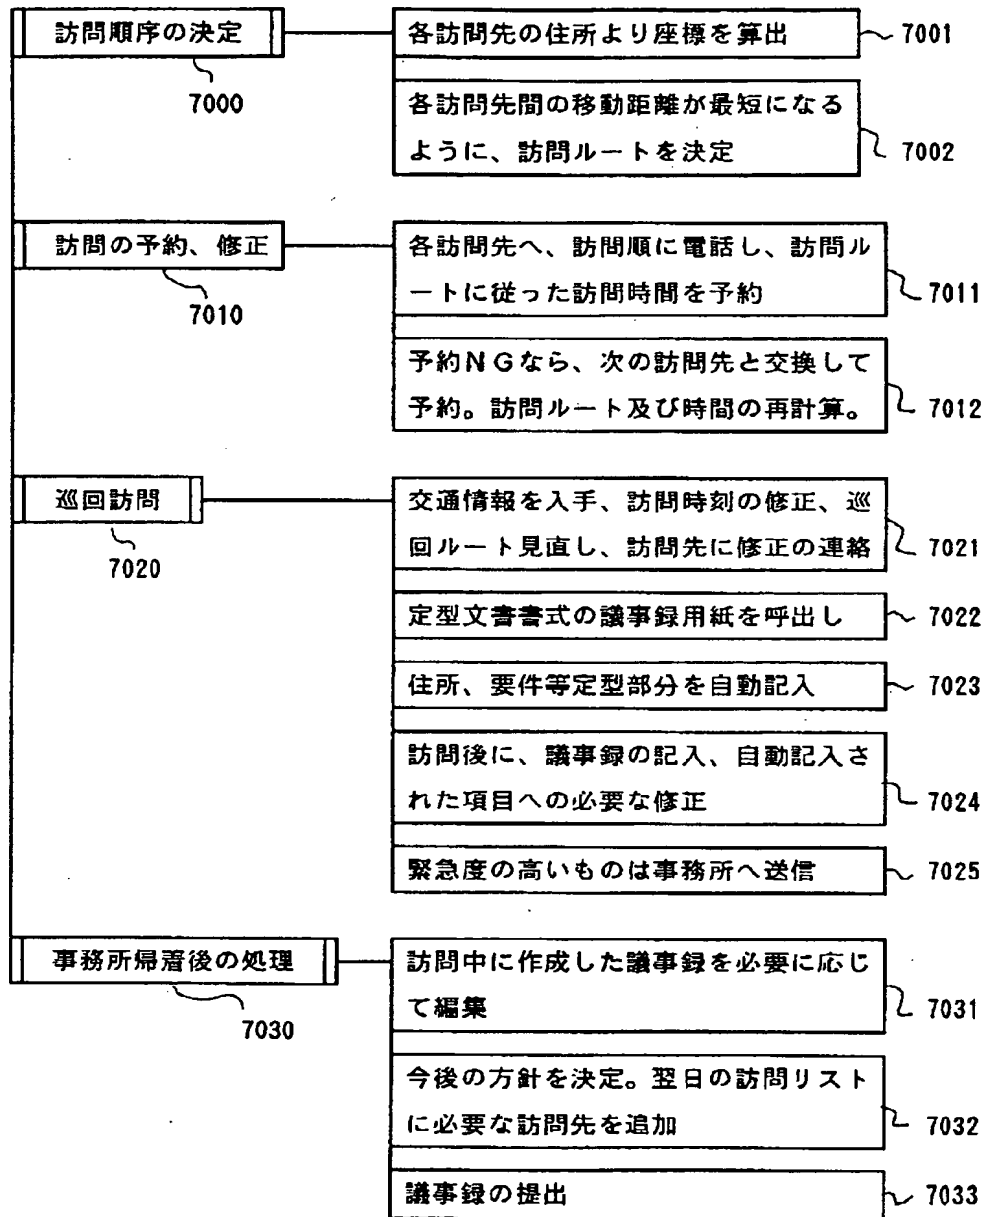 訪問順序の決定
7000
各訪問先の住所より座標を算出
7001
各訪問先間の移動距離が最短になる
ように、訪問ルートを決定
7002
訪問の予約、修正
7010
各訪問先へ、訪問順に電話し、訪問ル
ートに従った訪問時間を予約
7011
予約NGなら、次の訪問先と交換して
予約。訪問ルート及び時間の再計算。
7012
巡回訪問
7020
交通情報を入手、訪問時刻の修正、巡
回ルート見直し、訪問先に修正の連絡
7021
定型文書書式の議事録用紙を呼出し
7022
住所、要件等定型部分を自動記入
7023
訪問後に、議事録の記入、自動記入さ
れた項目への必要な修正
7024
緊急度の高いものは事務所へ送信
7025
事務所帰着後の処理
7030
訪問中に作成した議事録を必要に応じ
て編集
7031
今後の方針を決定。翌日の訪問リスト
に必要な訪問先を追加
7032
議事録の提出
7033